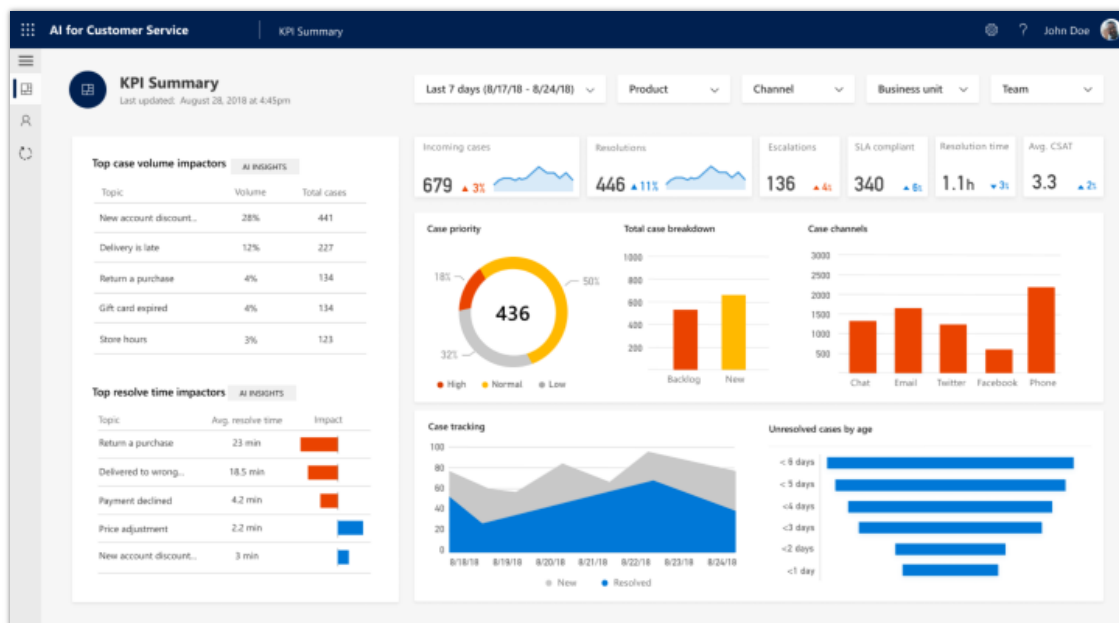 AI for Customer Service
KPI Summary
?
John Doe
KPI Summary
Last updated: August 28, 2018 at 4:45pm
Last 7 days (8/17/18 - 8/24/18)
Product
Channel
Business unit
Team
Top case volume impactors
AI INSIGHTS
Topic Volume Total cases
New account discount... 28% 441
Delivery is late 12% 227
Return a purchase 4% 134
Gift card expired 4% 134
Store hours 3% 123
Top resolve time impactors
AI INSIGHTS
Topic Avg. resolve time Impact
Return a purchase 23 min
Delivered to wrong... 18.5 min
Payment declined 4.2 min
Price adjustment 2.2 min
New account discount... 3 min
Incoming cases
679 ▲ 3%
Resolutions
446 ▲ 11%
Escalations
136 ▲ 4%
SLA compliant
340 ▲ 6%
Resolution time
1.1h ▼ 3%
Avg. CSAT
3.3 ▲ 2%
Case priority
18%
50%
436
32%
High Normal Low
Total case breakdown
1000
800
600
400
200
Backlog New
Case channels
3000
2500
2000
1500
1000
500
Chat Email Twitter Facebook Phone
Case tracking
100
80
60
40
20
0
8/18/18 8/19/18 8/20/18 8/21/18 8/22/18 8/23/18 8/24/18
New Resolved
Unresolved cases by age
< 6 days
< 5 days
<4 days
<3 days
<2 days
<1 day